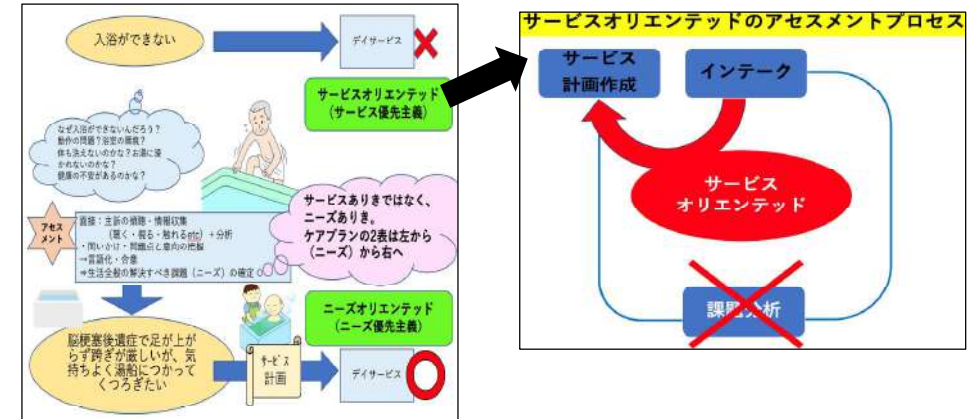 入浴ができない
デイサービス
サービスオリエンテッド
(サービス優先主義)
なぜ入浴ができないんだろう？
動作の問題？浴室の環境？
体も洗えないのかな？お湯に浸
かれないのかな？
健康の不安があるのかな？
サービスありきではなく、
ニーズありき。
ケアプランの2表は左から
(ニーズ）から右へ
アセス
メント
面接：主訴の傾聴・情報収集
(聴く・視る・触れるetc）+分析
・問いかけ・問題点と意向の把握
→言語化・合意
⇒生活全般の解決すべき課題（ニーズ）の確定
ニーズオリエンテッド
(ニーズ優先主義)
脳梗塞後遺症で足が上が
らず跨ぎが厳しいが、気
持ちよく湯船につかって
くつろぎたい
サービス
計画
デイサービス
サービスオリエンテッドのアセスメントプロセス
サービス
計画作成
インテーク
サービス
オリエンテッド
課題分析